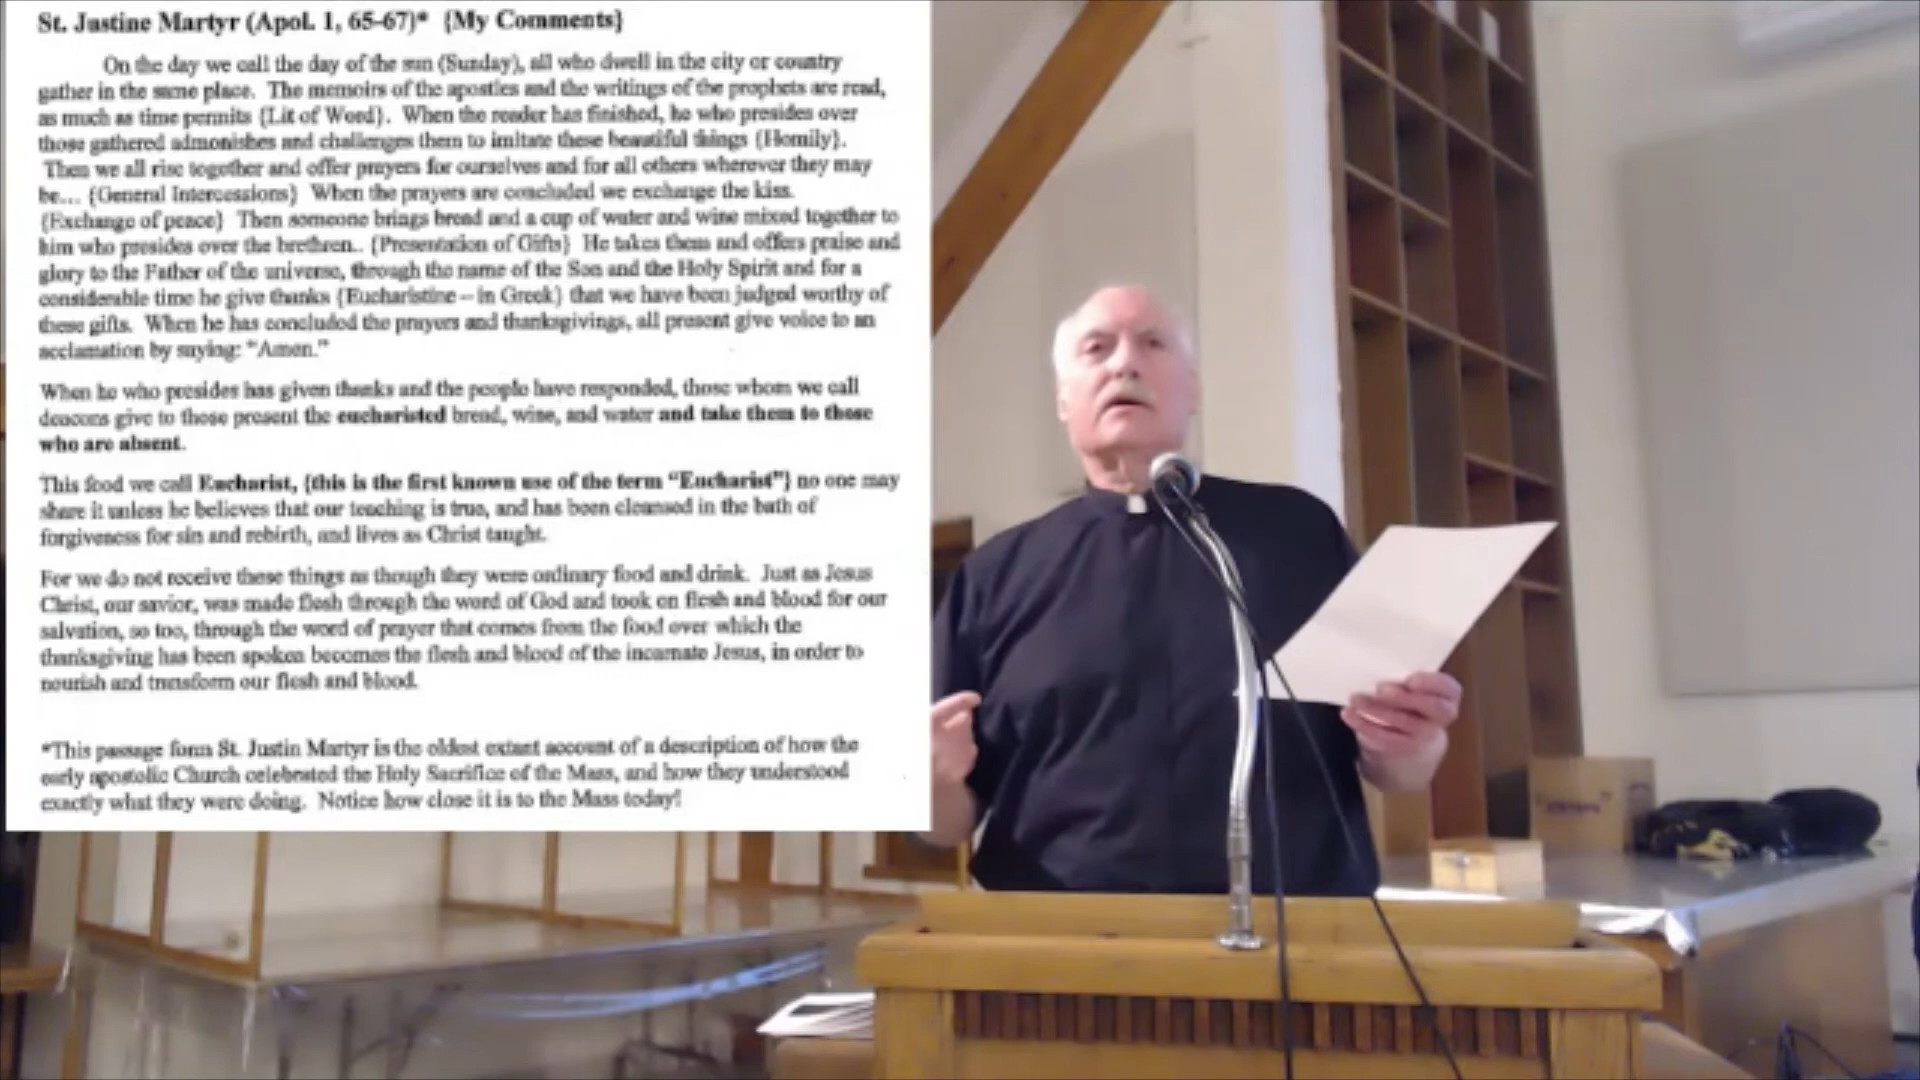 St. Justine Martyr (Apol. 1, 65-67)* {My Comments}
On the day we call the day of the sun (Sunday), all who dwell in the city or country
gather in the same place. The memoirs of the apostles and the writings of the prophets are read,
as much as time permits {Lit of Word}. When the reader has finished, he who presides over
those gathered admonishes and challenges them to imitate these beautiful things {Homily}.
Then we all rise together and offer prayers for ourselves and for all others wherever they may
be... {General Intercessions} When the prayers are concluded we exchange the kiss.
{Exchange of peace} Then someone brings bread and a cup of water and wine mixed together to
him who presides over the brethren.. {Presentation of Gifts} He takes them and offers praise and
glory to the Father of the universe, through the name of the Son and the Holy Spirit and for a
considerable time he give thanks {Eucharistine – in Greek} that we have been judged worthy of
these gifts. When he has concluded the prayers and thanksgivings, all present give voice to an
acclamation by saying: "Amen."
When he who presides has given thanks and the people have responded, those whom we call
deacons give to those present the eucharisted bread, wine, and water and take them to those
who are absent.
This food we call Eucharist, {this is the first known use of the term "Eucharist"} no one may
share it unless he believes that our teaching is true, and has been cleansed in the bath of
forgiveness for sin and rebirth, and lives as Christ taught.
For we do not receive these things as though they were ordinary food and drink. Just as Jesus
Christ, our savior, was made flesh through the word of God and took on flesh and blood for our
salvation, so too, through the word of prayer that comes from the food over which the
thanksgiving has been spoken becomes the flesh and blood of the incarnate Jesus, in order to
nourish and transform our flesh and blood.
*This passage form St. Justin Martyr is the oldest extant account of a description of how the
early apostolic Church celebrated the Holy Sacrifice of the Mass, and how they understood
exactly what they were doing. Notice how close it is to the Mass today!